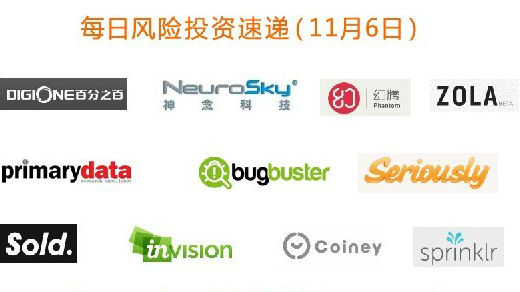 每日风险投资速递(11月6日)
DIGIONE百分之百
NeuroSky®
神念科技
幻腾
Phantom
ZOLA
BETA
primarydata
research excellence
bugbuster
Seriously
Sold.
invision
Coiney
sprinklr